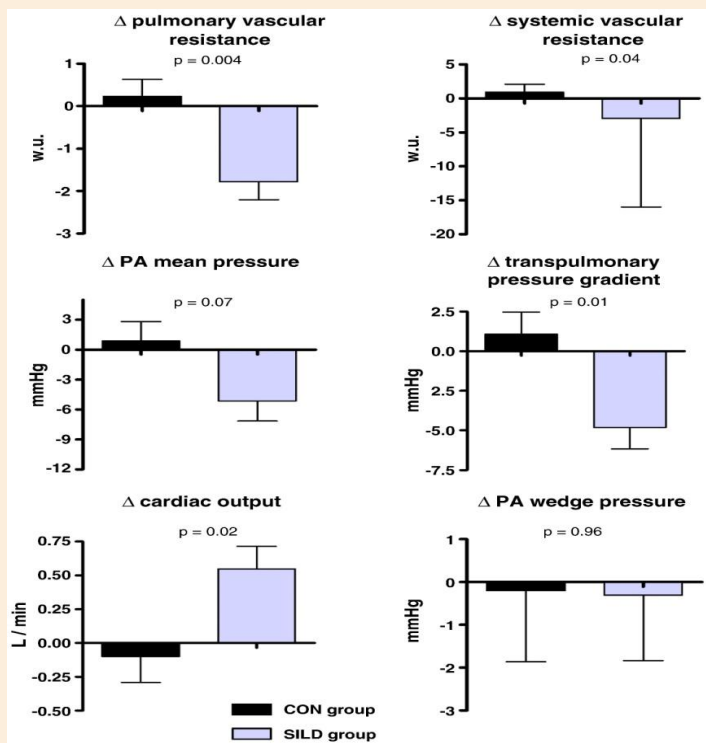 Δ pulmonary vascular
resistance
p = 0.004
1
0
-1
-2
-3
w.u.
Δ systemic vascular
resistance
p = 0.04
5
0
-5
-10
-15
-20
w.u.
Δ PA mean pressure
p = 0.07
3
0
-3
-6
-9
-12
mmHg
Δ transpulmonary
pressure gradient
p = 0.01
2.5
0.0
2.5
-5.0
-7.5
mmHg
Δ cardiac output
p = 0.02
0.75
0.50
0.25
0.00
-0.25
-0.50
L / min
Δ PA wedge pressure
p = 0.96
1
0
-1
-2
-3
mmHg
CON group
SILD group